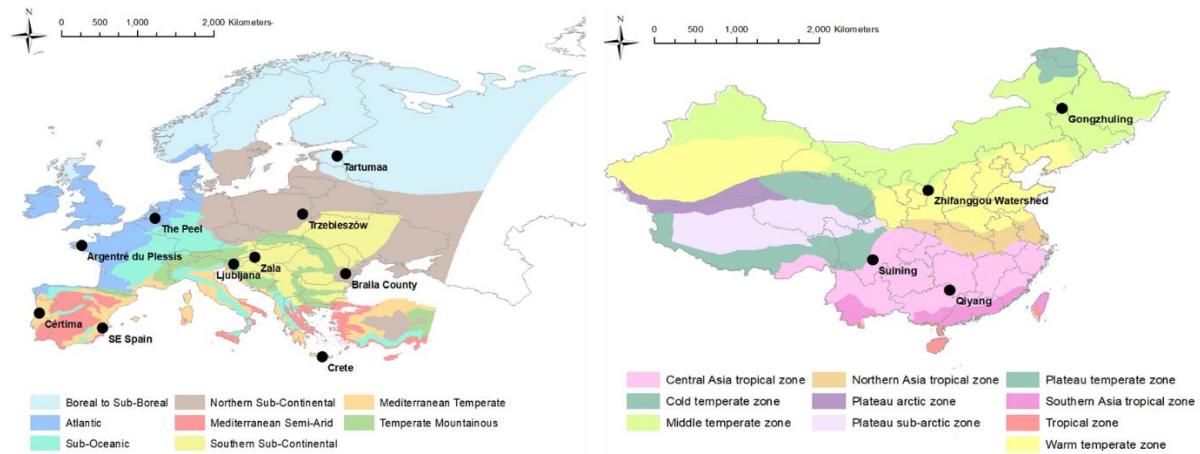 N
0 500 1,000 2,000 Kilometers
Tartumaa
The Peel
Trzebieszów
Argentré du Plessis
Zala
Ljubljana
Braila County
Cértima
SE Spain
Crete
Boreal to Sub-Boreal
Northern Sub-Continental
Mediterranean Temperate
Atlantic
Mediterranean Semi-Arid
Temperate Mountainous
Sub-Oceanic
Southern Sub-Continental
N
0 500 1,000 2,000 Kilometers
Gongzhuling
Zhifanggou Watershed
Suining
Qiyang
Central Asia tropical zone
Northern Asia tropical zone
Plateau temperate zone
Cold temperate zone
Plateau arctic zone
Southern Asia tropical zone
Middle temperate zone
Plateau sub-arctic zone
Tropical zone
Warm temperate zone